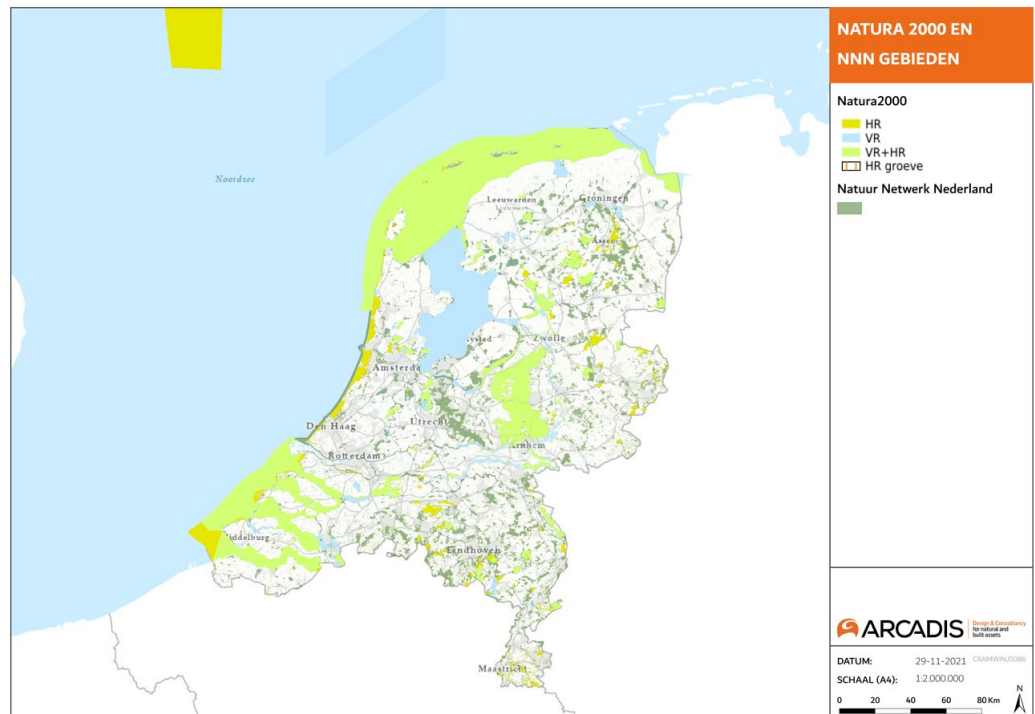 NATURA 2000 EN
NNN GEBIEDEN
Natura2000
HR
VR
VR+HR
HR groeve
Natuur Netwerk Nederland
Noordzee
Leeuwarden
Groningen
Assen
Zwolle
lystad
Amsterda
Utrecht
Den Haag
Rotterdam
Arnhem
Middelburg
Eindhoven
Maastricht
ARCADIS
Design & Consultancy
for natural and
built assets
DATUM: 29-11-2021 CRAMWINJ5086
SCHAAL (A4): 1:2.000.000
0 20 40 60 80 Km
N